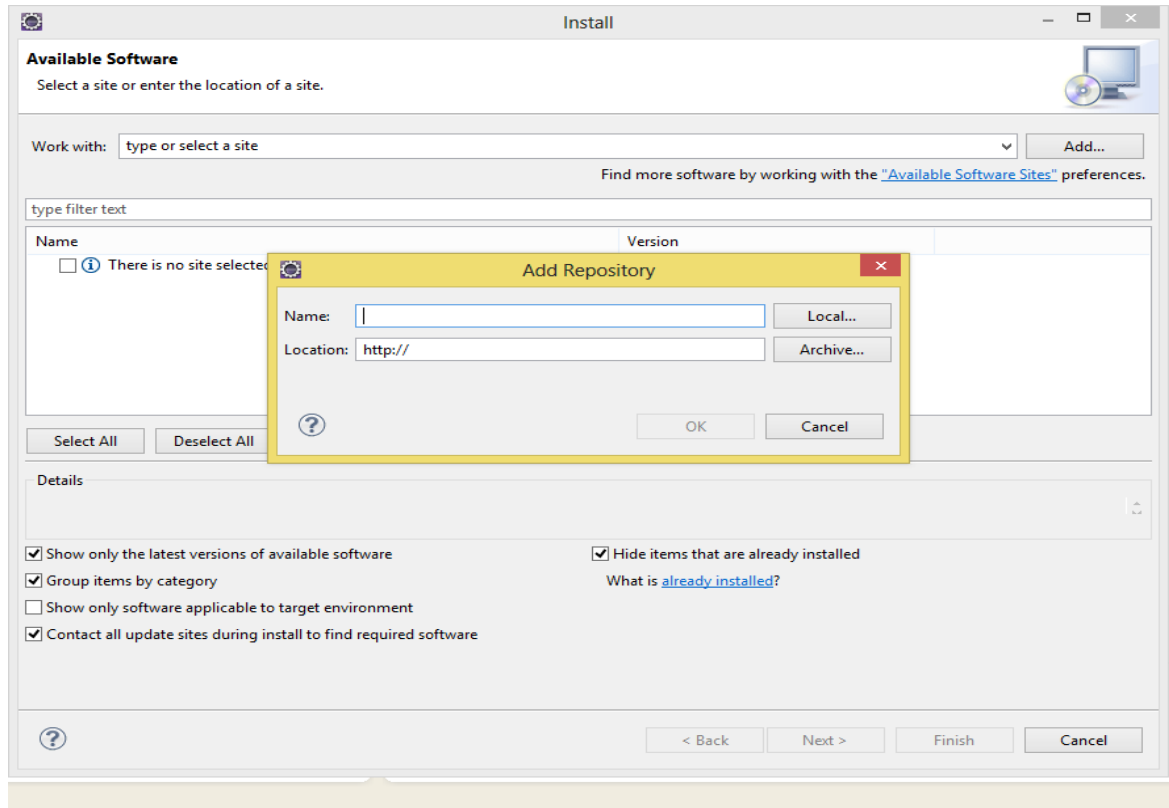 Install
Available Software
Select a site or enter the location of a site.
Work with: type or select a site Add...
Find more software by working with the "Available Software Sites" preferences.
type filter text
Name Version
There is no site selected
Add Repository
Name: Local...
Location: http:// Archive...
OK Cancel
Select All Deselect All
Details
Show only the latest versions of available software Hide items that are already installed
Group items by category What is already installed?
Show only software applicable to target environment
Contact all update sites during install to find required software
< Back Next > Finish Cancel